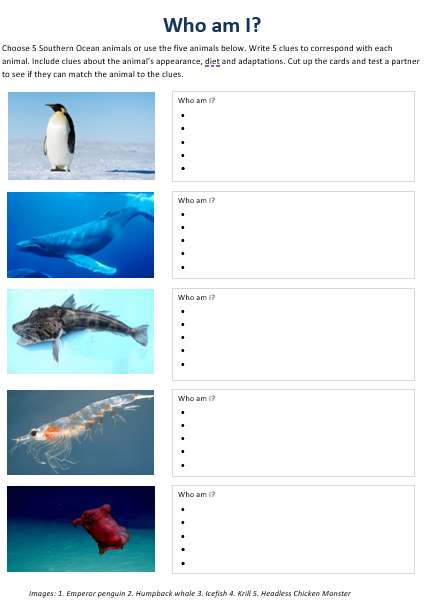 Who am I?
Choose 5 Southern Ocean animals or use the five animals below. Write 5 clues to correspond with each
animal. Include clues about the animal's appearance, diet and adaptations. Cut up the cards and test a partner
to see if they can match the animal to the clues.
Who am I?
•
•
•
•
•
Who am I?
•
•
•
•
•
Who am I?
•
•
•
•
•
Who am I?
•
•
•
•
•
Who am I?
•
•
•
•
•
Images: 1. Emperor penguin 2. Humpback whale 3. Icefish 4. Krill 5. Headless Chicken Monster